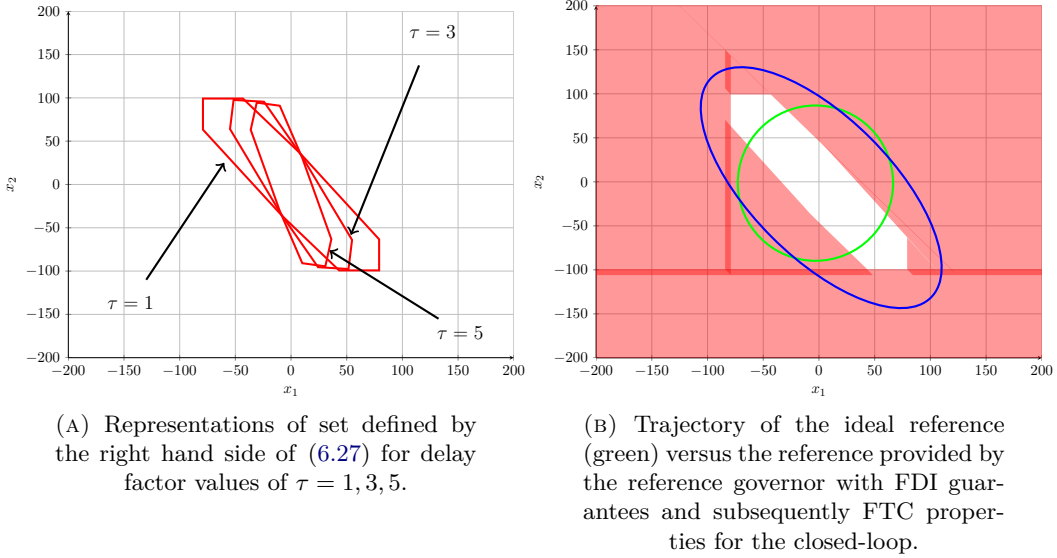 200
150
100
50
0
−50
−100
−150
−200
−200
−150
−100
−50
0
50
100
150
200
x1
x2
τ = 3
τ = 1
τ = 5
200
150
100
50
0
−50
−100
−150
−200
−200
−150
−100
−50
0
50
100
150
200
x1
x2
(A) Representations of set defined by
the right hand side of (6.27) for delay
factor values of τ = 1, 3, 5.
(B) Trajectory of the ideal reference
(green) versus the reference provided by
the reference governor with FDI guar-
antees and subsequently FTC proper-
ties for the closed-loop.